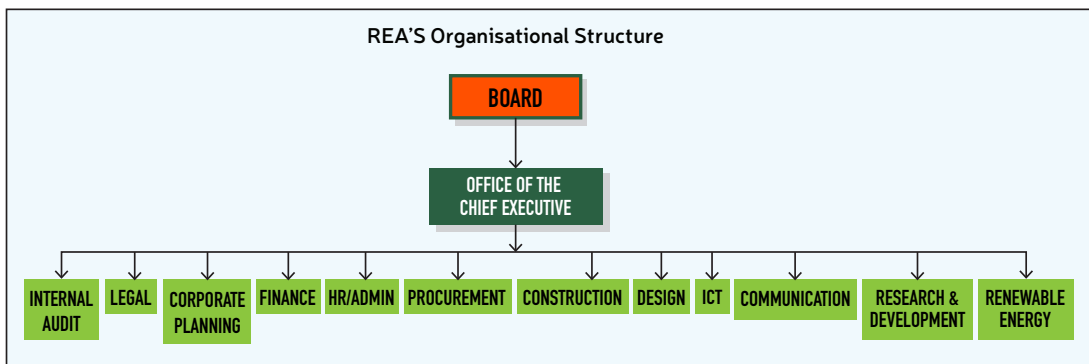 REA'S Organisational Structure
BOARD
OFFICE OF THE
CHIEF EXECUTIVE
INTERNAL
AUDIT
LEGAL
CORPORATE
PLANNING
FINANCE
HR/ADMIN
PROCUREMENT
CONSTRUCTION
DESIGN
ICT
COMMUNICATION
RESEARCH &
DEVELOPMENT
RENEWABLE
ENERGY